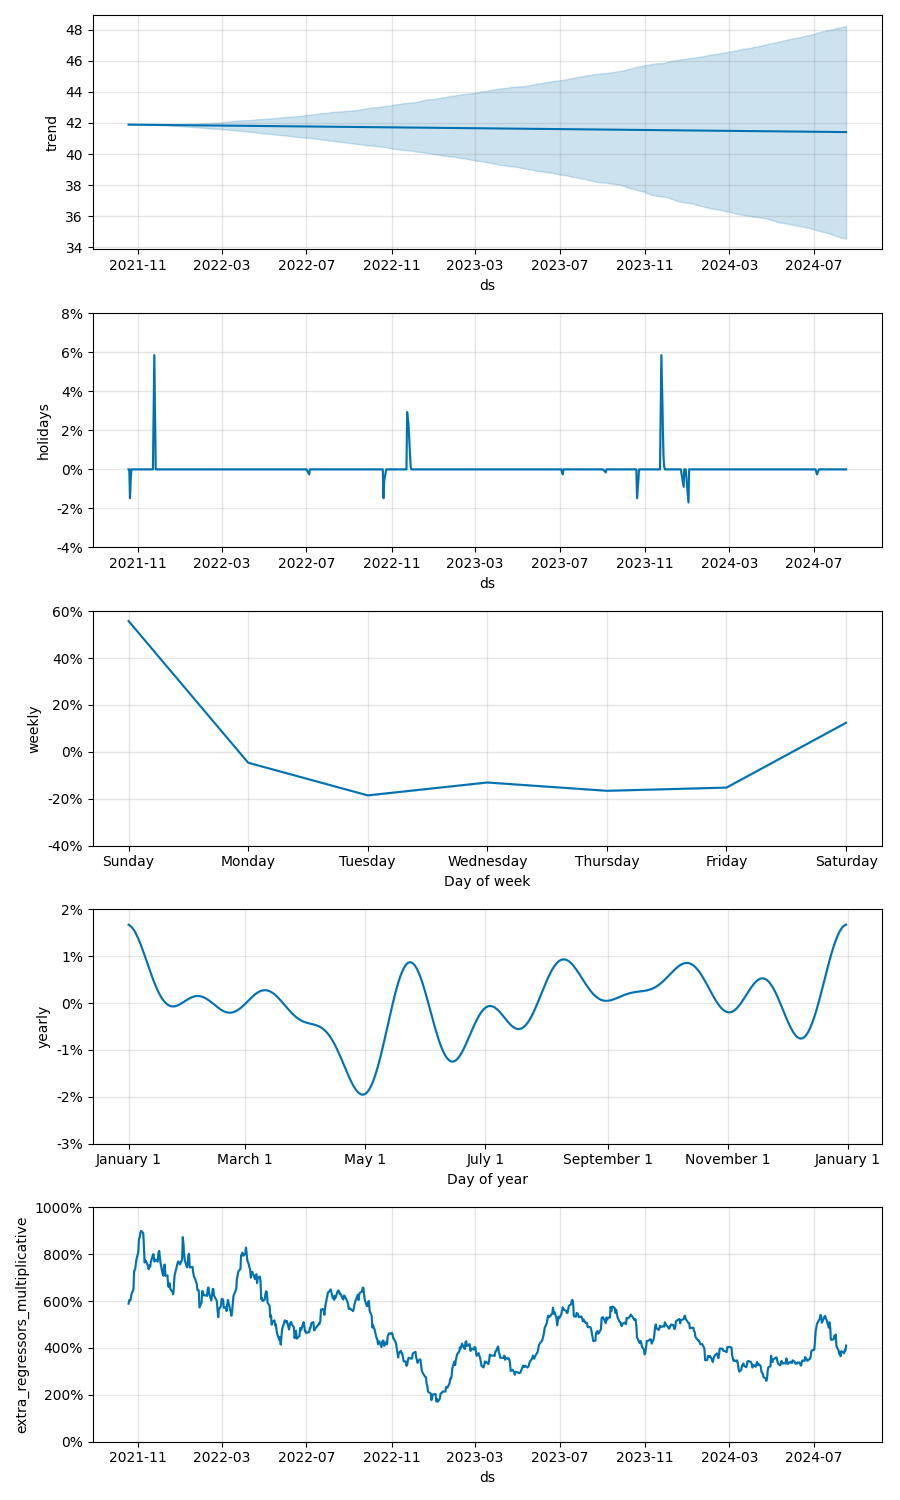 48
46
44
42
40
38
36
34
trend
2021-11 2022-03 2022-07 2022-11 2023-03 2023-07 2023-11 2024-03 2024-07
ds
8%
6%
4%
2%
0%
-2%
-4%
holidays
2021-11 2022-03 2022-07 2022-11 2023-03 2023-07 2023-11 2024-03 2024-07
ds
60%
40%
20%
0%
-20%
-40%
weekly
Sunday Monday Tuesday Wednesday Thursday Friday Saturday
Day of week
2%
1%
0%
-1%
-2%
-3%
yearly
January 1 March 1 May 1 July 1 September 1 November 1 January 1
Day of year
1000%
800%
600%
400%
200%
0%
extra_regressors_multiplicative
2021-11 2022-03 2022-07 2022-11 2023-03 2023-07 2023-11 2024-03 2024-07
ds